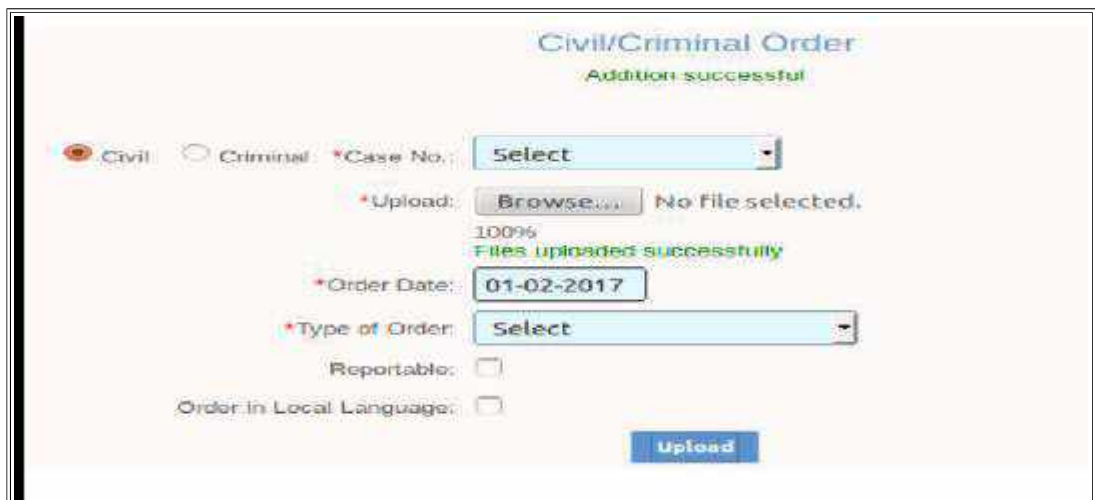 Civil/Criminal Order
Addition successful
Civil Criminal *Case No.: Select
*Upload: Browse... No file selected.
100%
Files uploaded successfully
*Order Date: 01-02-2017
*Type of Order: Select
Reportable:
Order in Local Language:
Upload